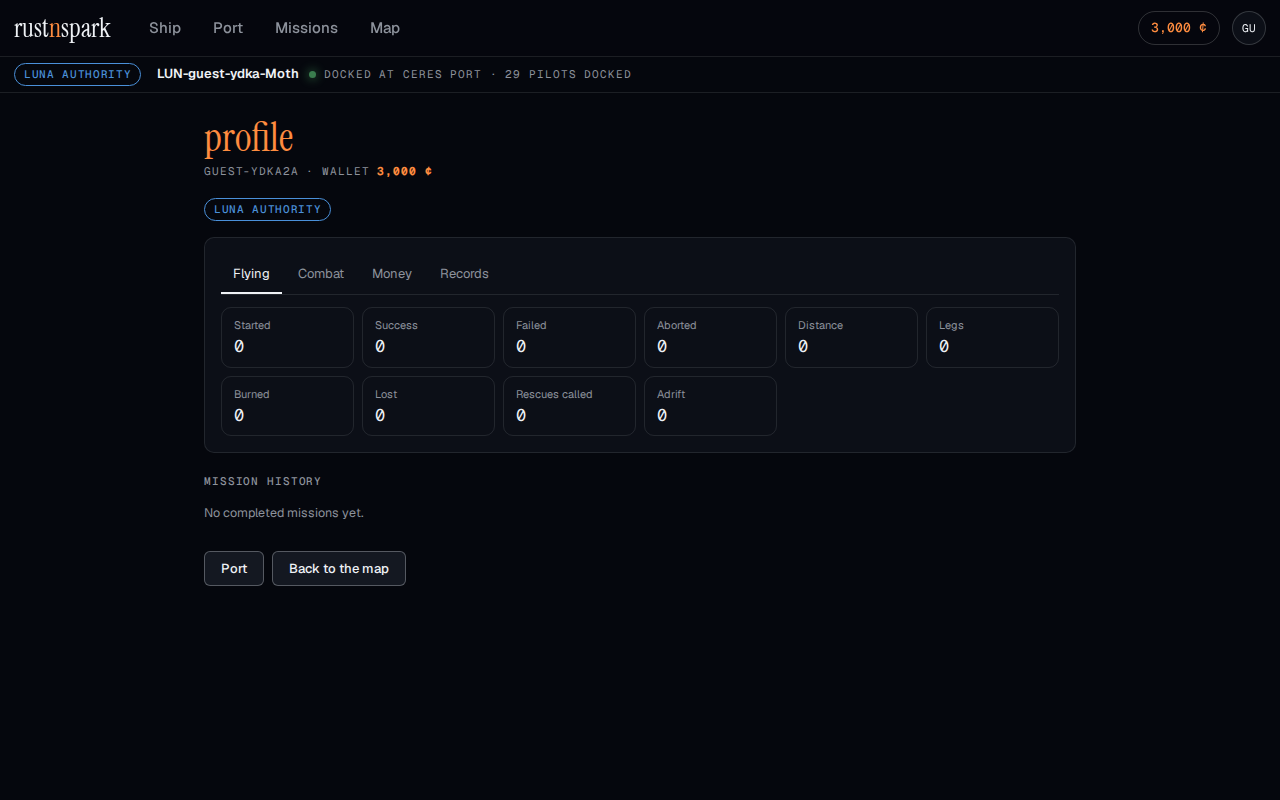 rustnspark Ship Port Missions Map 3,000 ¢ GU
LUNA AUTHORITY LUN-guest-ydka-Moth DOCKED AT CERES PORT · 29 PILOTS DOCKED
profile
GUEST-YDKA2A · WALLET 3,000 ¢
LUNA AUTHORITY
Flying Combat Money Records
Started Success Failed Aborted Distance Legs
0 0 0 0 0 0
Burned Lost Rescues called Adrift
0 0 0 0
MISSION HISTORY
No completed missions yet.
Port Back to the map